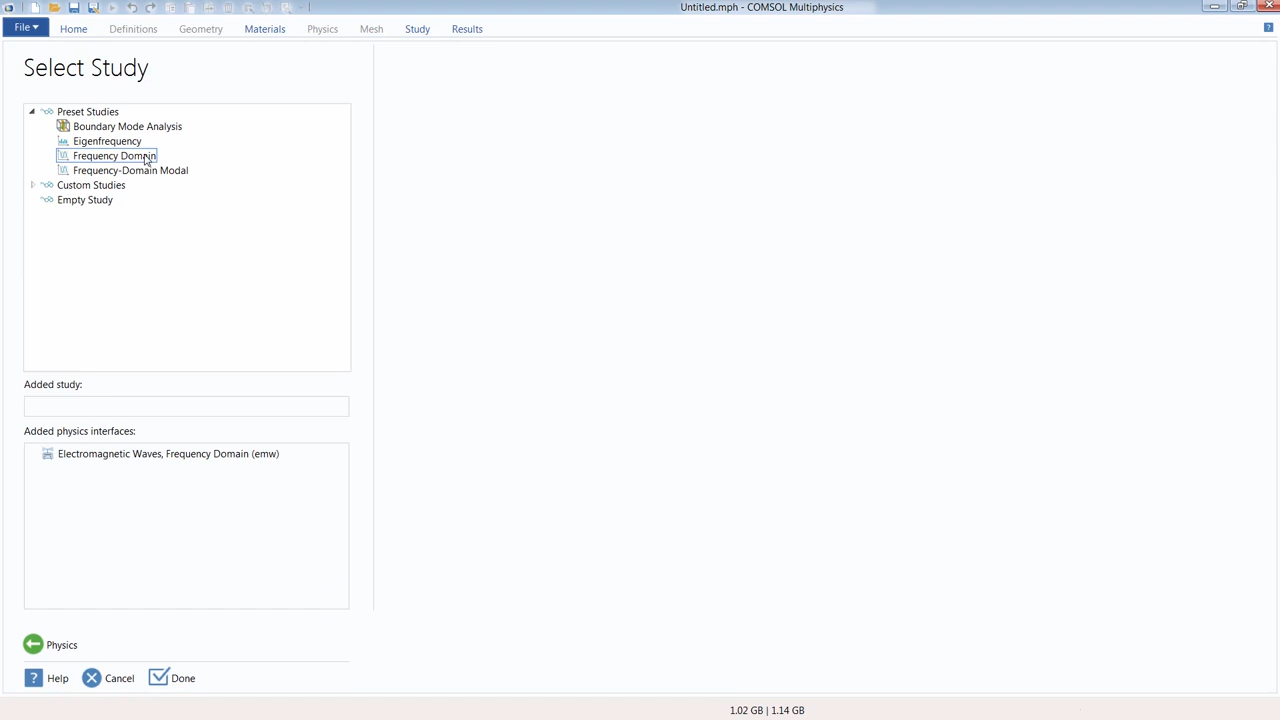 Untitled.mph - COMSOL Multiphysics
File Home Definitions Geometry Materials Physics Mesh Study Results
Select Study
Preset Studies
Boundary Mode Analysis
Eigenfrequency
Frequency Domain
Frequency-Domain Modal
Custom Studies
Empty Study
Added study:
Added physics interfaces:
Electromagnetic Waves, Frequency Domain (emw)
Physics
? Help Cancel Done
1.02 GB | 1.14 GB